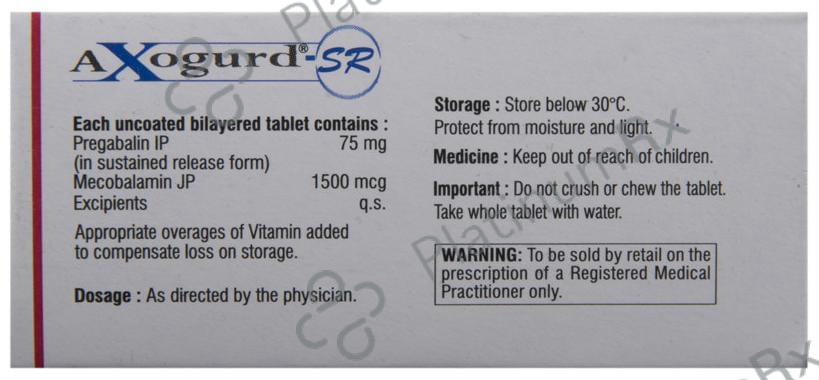 AXogurd®-SR
Each uncoated bilayered tablet contains :
Pregabalin IP 75 mg
(in sustained release form)
Mecobalamin JP 1500 mcg
Excipients q.s.
Appropriate overages of Vitamin added
to compensate loss on storage.
Dosage : As directed by the physician.
Storage : Store below 30°C.
Protect from moisture and light.
Medicine : Keep out of reach of children.
Important : Do not crush or chew the tablet.
Take whole tablet with water.
WARNING: To be sold by retail on the
prescription of a Registered Medical
Practitioner only.
PlatinumRx
PlatinumRx
Rx